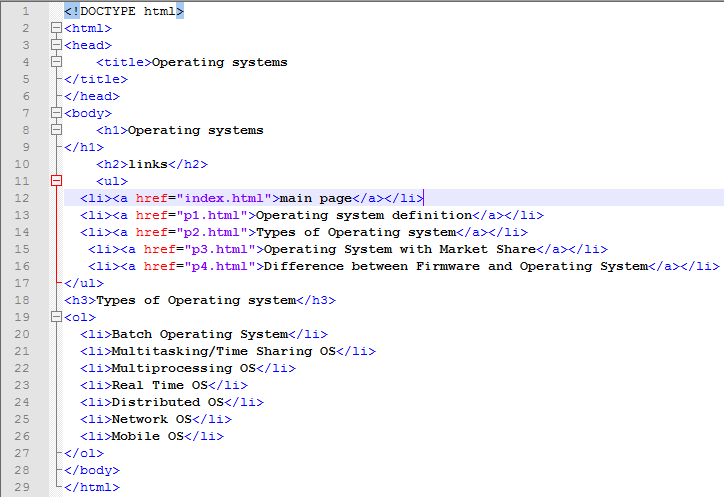 1 <!DOCTYPE html>
2 <html>
3 <head>
4 <title>Operating systems
5 </title>
6 </head>
7 <body>
8 <h1>Operating systems
9 </h1>
10 <h2>links</h2>
11 <ul>
12 <li><a href="index.html">main page</a></li>
13 <li><a href="p1.html">Operating system definition</a></li>
14 <li><a href="p2.html">Types of Operating system</a></li>
15 <li><a href="p3.html">Operating System with Market Share</a></li>
16 <li><a href="p4.html">Difference between Firmware and Operating System</a></li>
17 </ul>
18 <h3>Types of Operating system</h3>
19 <ol>
20 <li>Batch Operating System</li>
21 <li>Multitasking/Time Sharing OS</li>
22 <li>Multiprocessing OS</li>
23 <li>Real Time OS</li>
24 <li>Distributed OS</li>
25 <li>Network OS</li>
26 <li>Mobile OS</li>
27 </ol>
28 </body>
29 </html>